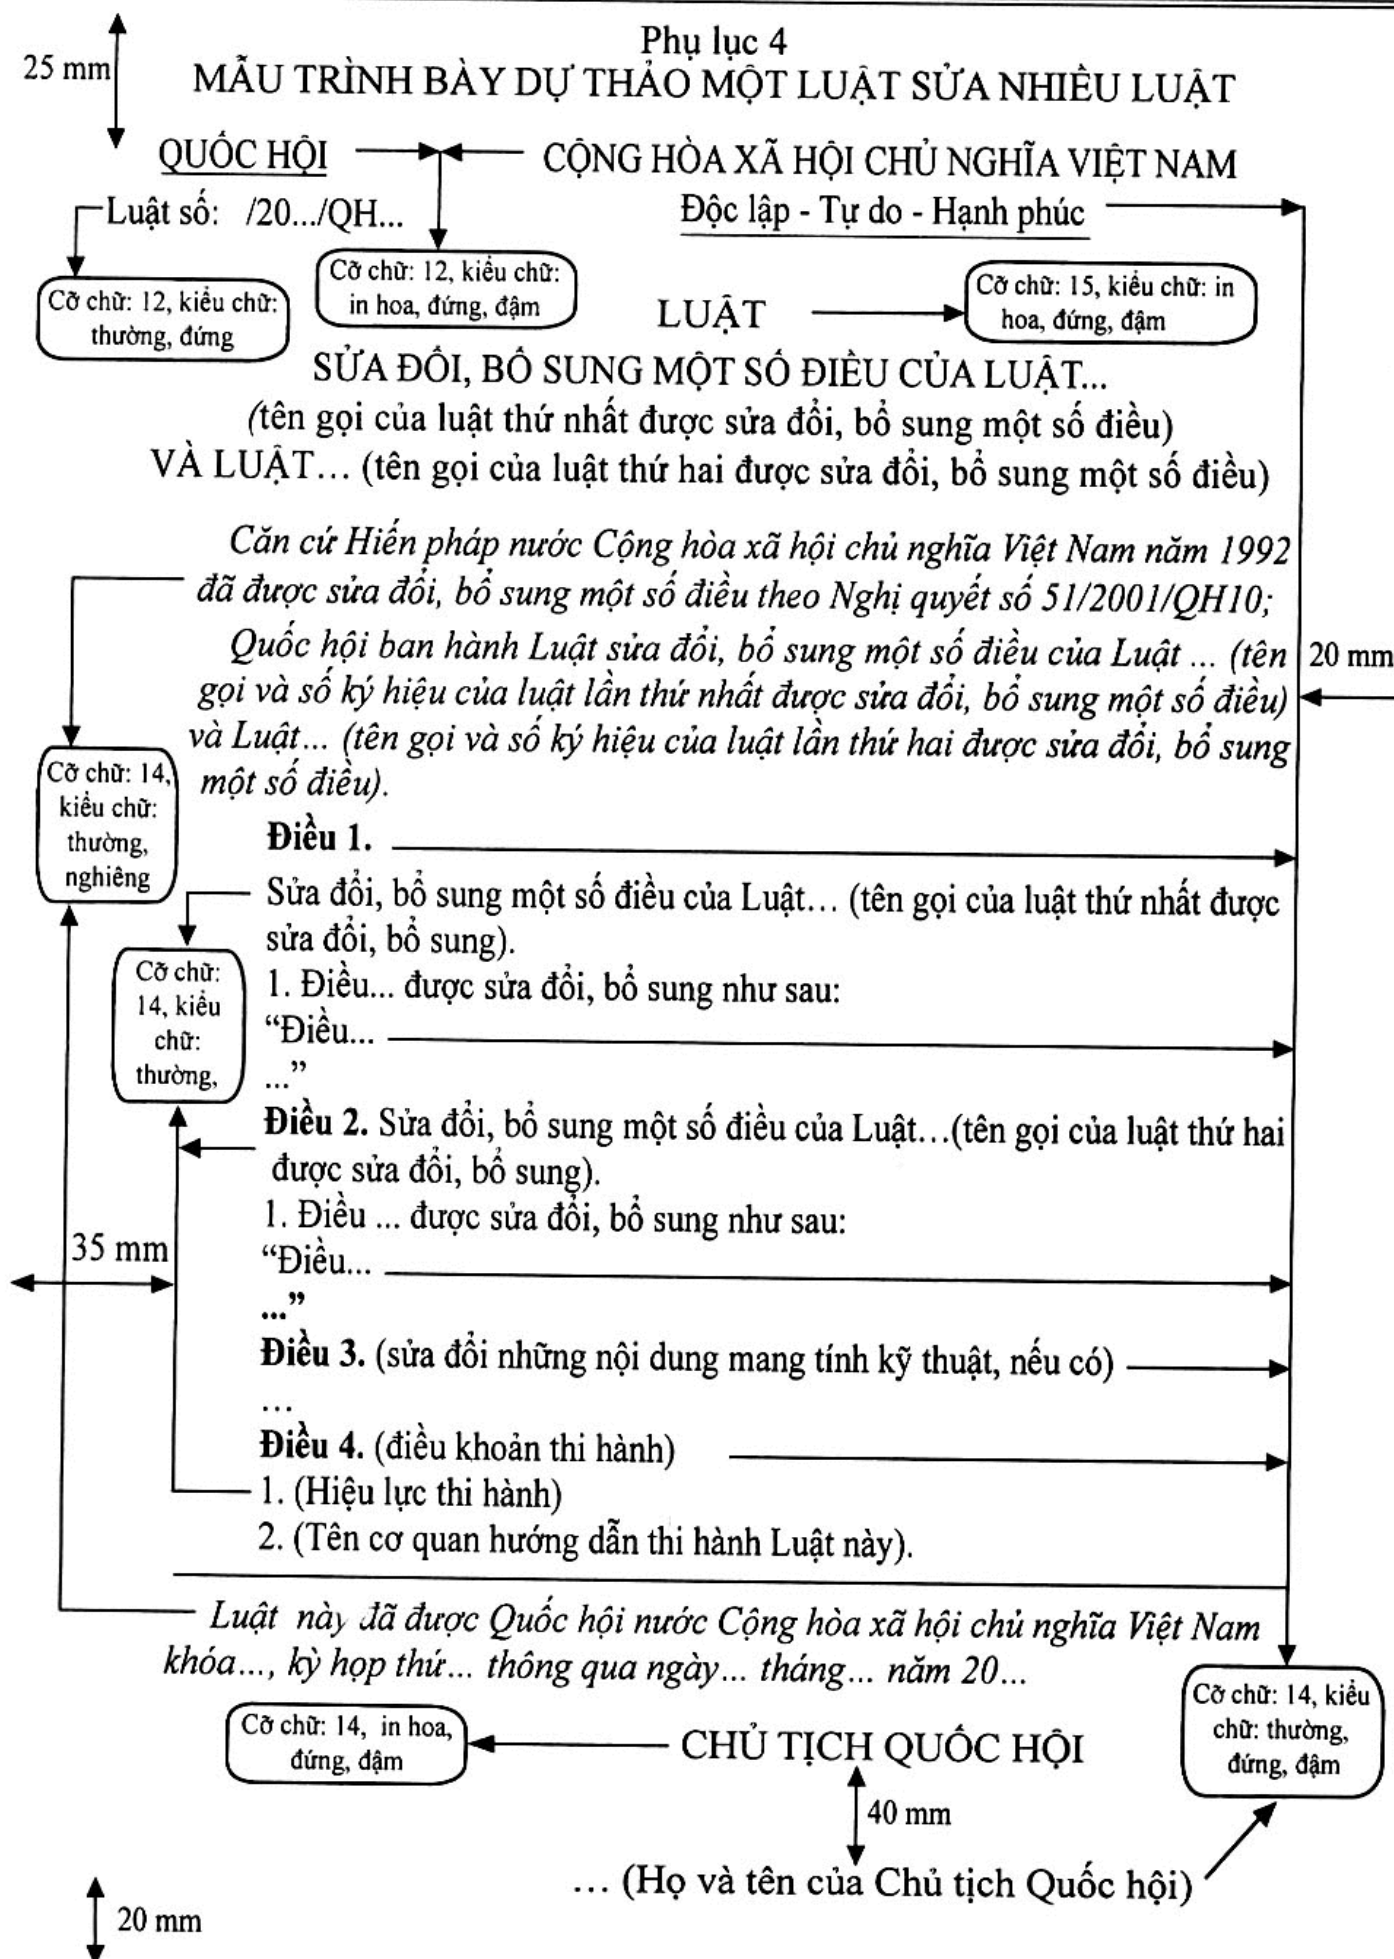 Phụ lục 4
25 mm
MẪU TRÌNH BÀY DỰ THẢO MỘT LUẬT SỬA NHIỀU LUẬT
QUỐC HỘI
CỘNG HÒA XÃ HỘI CHỦ NGHĨA VIỆT NAM
Luật số: /20.../QH...
Độc lập - Tự do - Hạnh phúc
Cỡ chữ: 12, kiểu chữ:
thường, đứng
Cỡ chữ: 12, kiểu chữ:
in hoa, đứng, đậm
LUẬT
Cỡ chữ: 15, kiểu chữ: in
hoa, đứng, đậm
SỬA ĐỔI, BỔ SUNG MỘT SỐ ĐIỀU CỦA LUẬT...
(tên gọi của luật thứ nhất được sửa đổi, bổ sung một số điều)
VÀ LUẬT... (tên gọi của luật thứ hai được sửa đổi, bổ sung một số điều)
Căn cứ Hiến pháp nước Cộng hòa xã hội chủ nghĩa Việt Nam năm 1992
đã được sửa đổi, bổ sung một số điều theo Nghị quyết số 51/2001/QH10;
Quốc hội ban hành Luật sửa đổi, bổ sung một số điều của Luật ... (tên
20 mm
gọi và số ký hiệu của luật lần thứ nhất được sửa đổi, bổ sung một số điều)
và Luật... (tên gọi và số ký hiệu của luật lần thứ hai được sửa đổi, bổ sung
một số điều).
Cỡ chữ: 14,
kiểu chữ:
thường,
nghiêng
Điều 1.
Sửa đổi, bổ sung một số điều của Luật... (tên gọi của luật thứ nhất được
sửa đổi, bổ sung).
Cỡ chữ:
14, kiểu
chữ:
thường,
1. Điều... được sửa đổi, bổ sung như sau:
“Điều...
...”
Điều 2. Sửa đổi, bổ sung một số điều của Luật...(tên gọi của luật thứ hai
được sửa đổi, bổ sung).
1. Điều ... được sửa đổi, bổ sung như sau:
35 mm
“Điều...
...”
Điều 3. (sửa đổi những nội dung mang tính kỹ thuật, nếu có)
...
Điều 4. (điều khoản thi hành)
1. (Hiệu lực thi hành)
2. (Tên cơ quan hướng dẫn thi hành Luật này).
Luật này đã được Quốc hội nước Cộng hòa xã hội chủ nghĩa Việt Nam
khóa..., kỳ họp thứ... thông qua ngày... tháng... năm 20...
Cỡ chữ: 14, in hoa,
đứng, đậm
CHỦ TỊCH QUỐC HỘI
Cỡ chữ: 14, kiểu
chữ: thường,
đứng, đậm
40 mm
... (Họ và tên của Chủ tịch Quốc hội)
20 mm